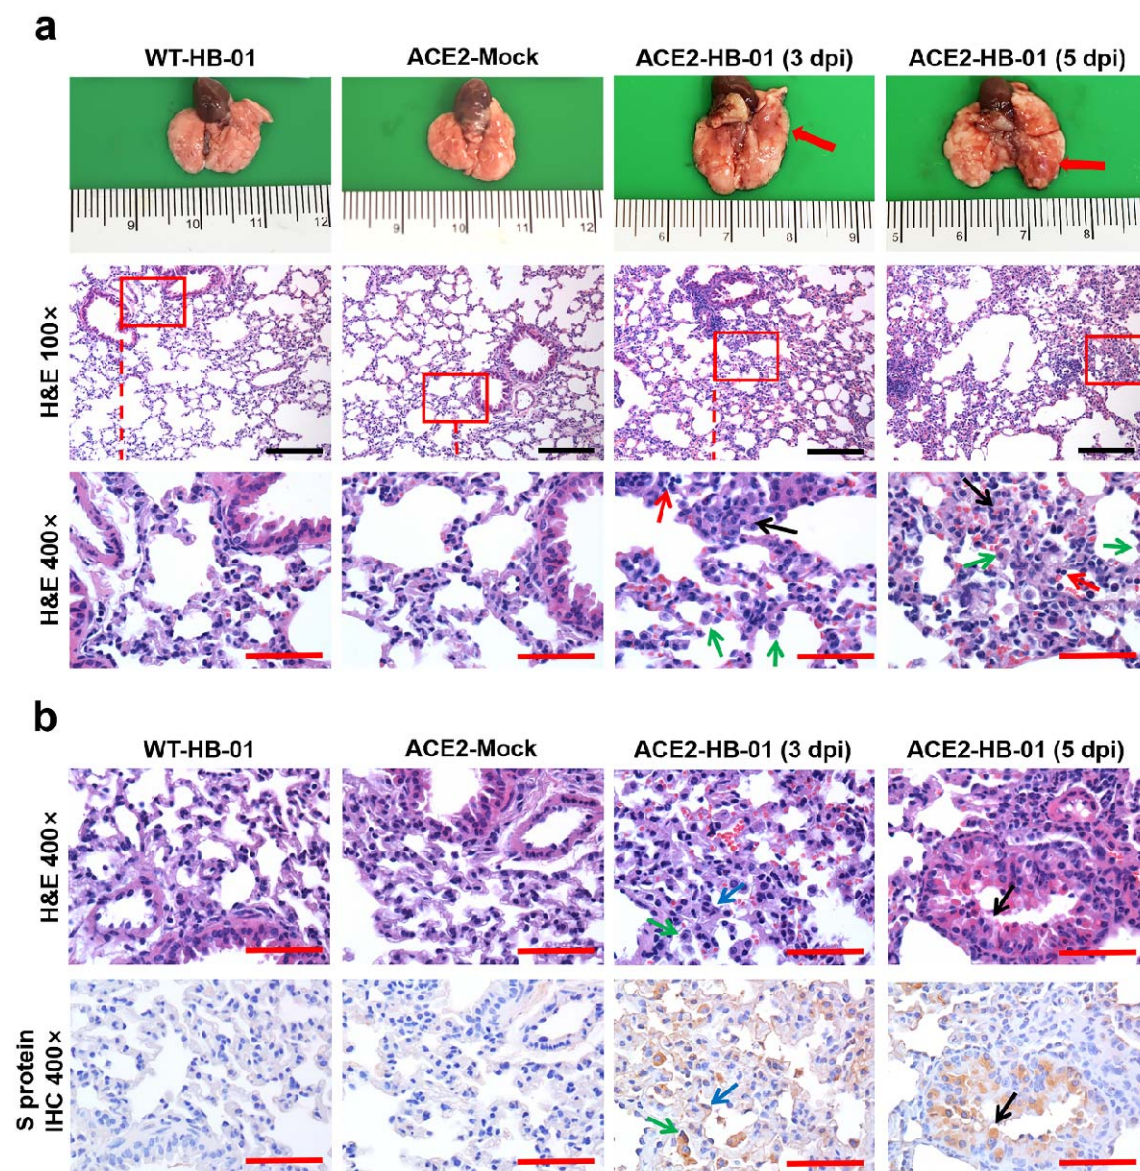 a
WT-HB-01
ACE2-Mock
ACE2-HB-01 (3 dpi)
ACE2-HB-01 (5 dpi)
9 10 11 12
9 10 11 12
6 7 8 9
5 6 7 8
H&E 100×
H&E 400×
b
WT-HB-01
ACE2-Mock
ACE2-HB-01 (3 dpi)
ACE2-HB-01 (5 dpi)
H&E 400×
S protein
IHC 400×